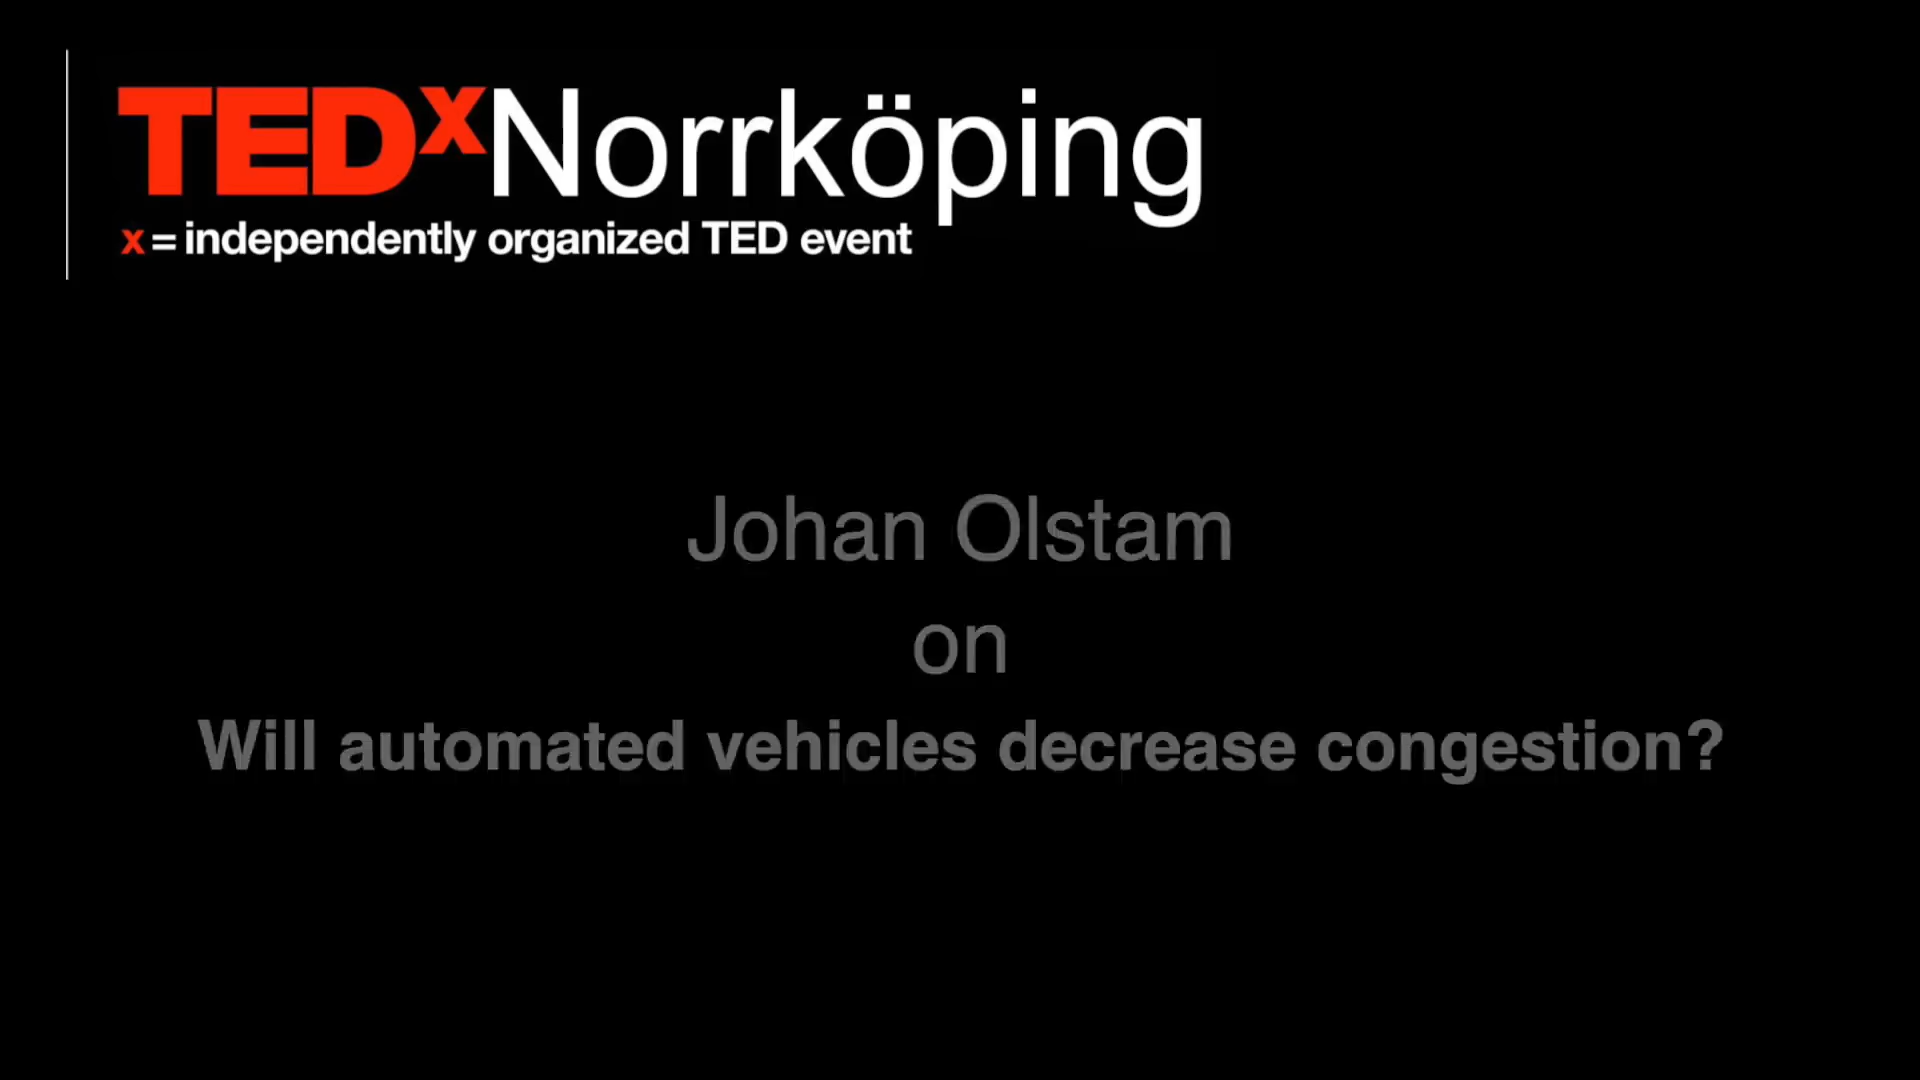 TEDxNorrköping
x = independently organized TED event
Johan Olstam
on
Will automated vehicles decrease congestion?